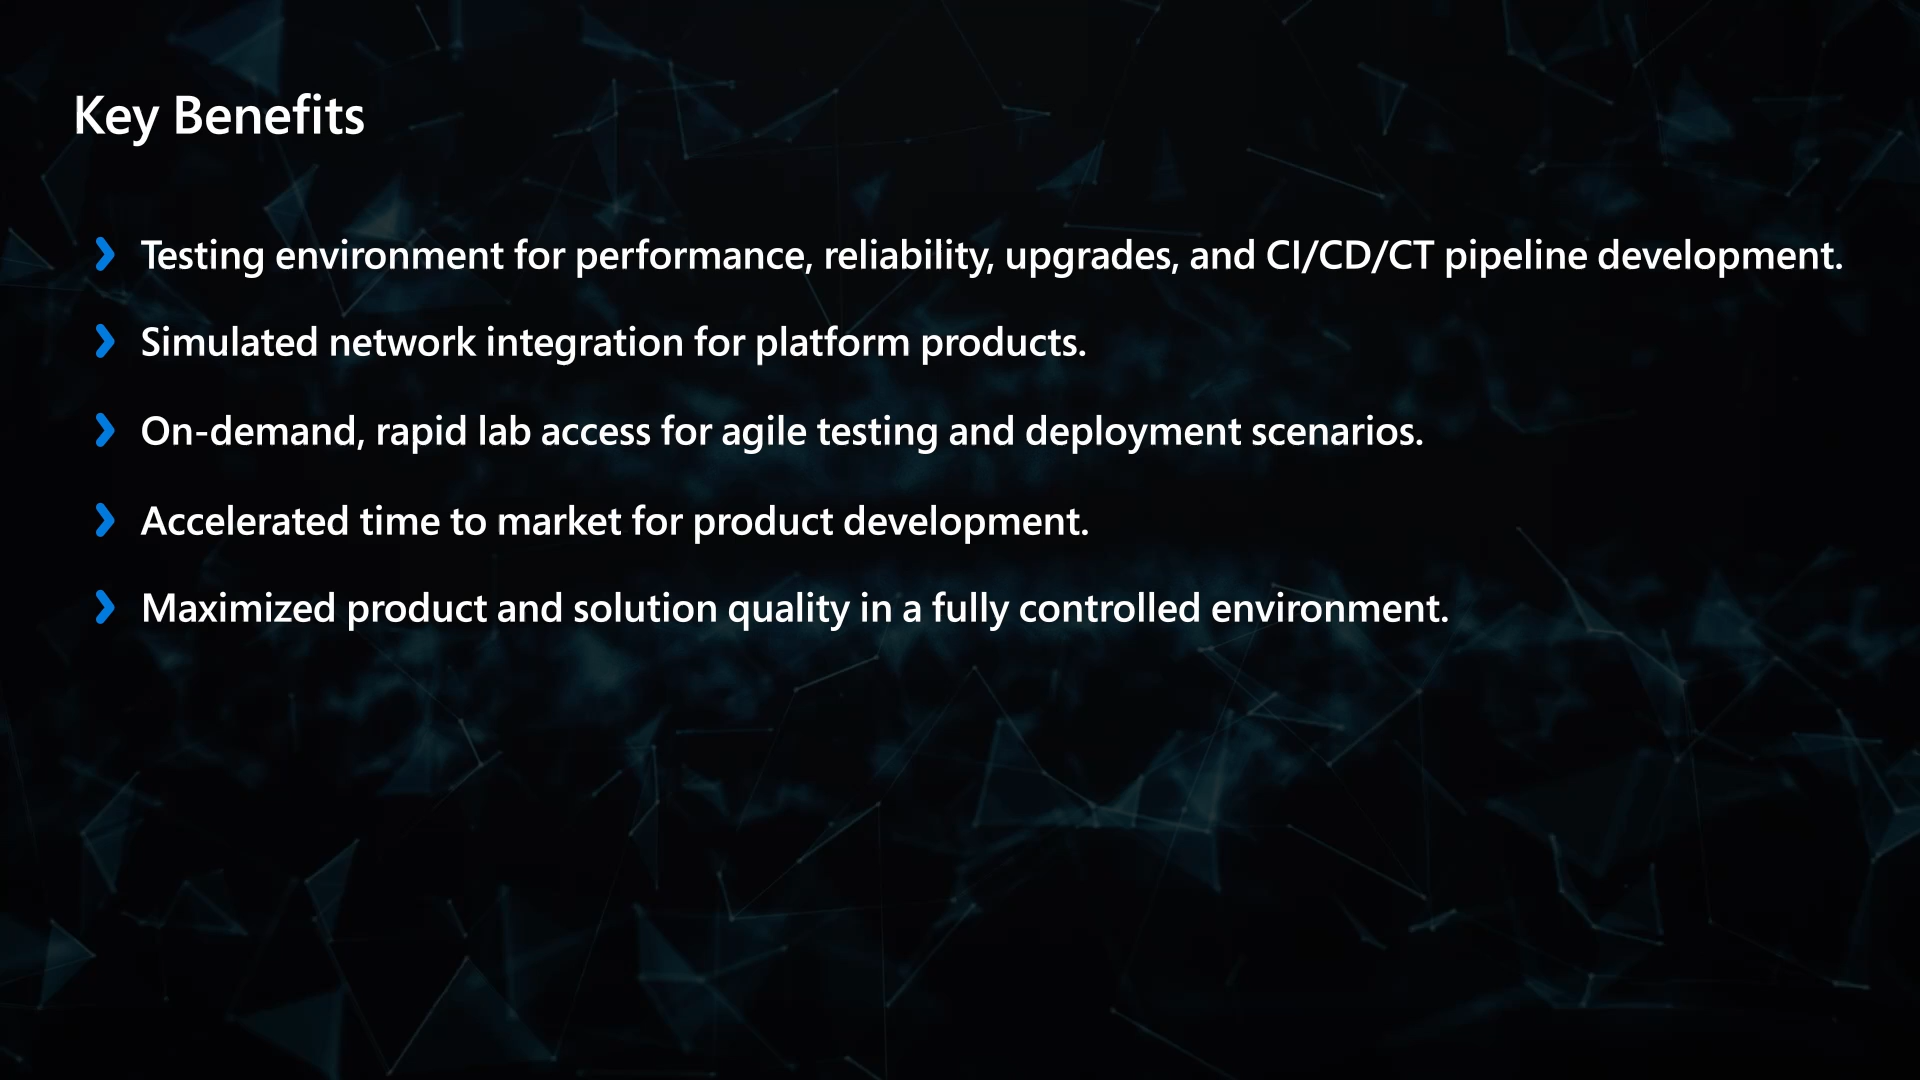 Key Benefits
Testing environment for performance, reliability, upgrades, and CI/CD/CT pipeline development.
Simulated network integration for platform products.
On-demand, rapid lab access for agile testing and deployment scenarios.
Accelerated time to market for product development.
Maximized product and solution quality in a fully controlled environment.